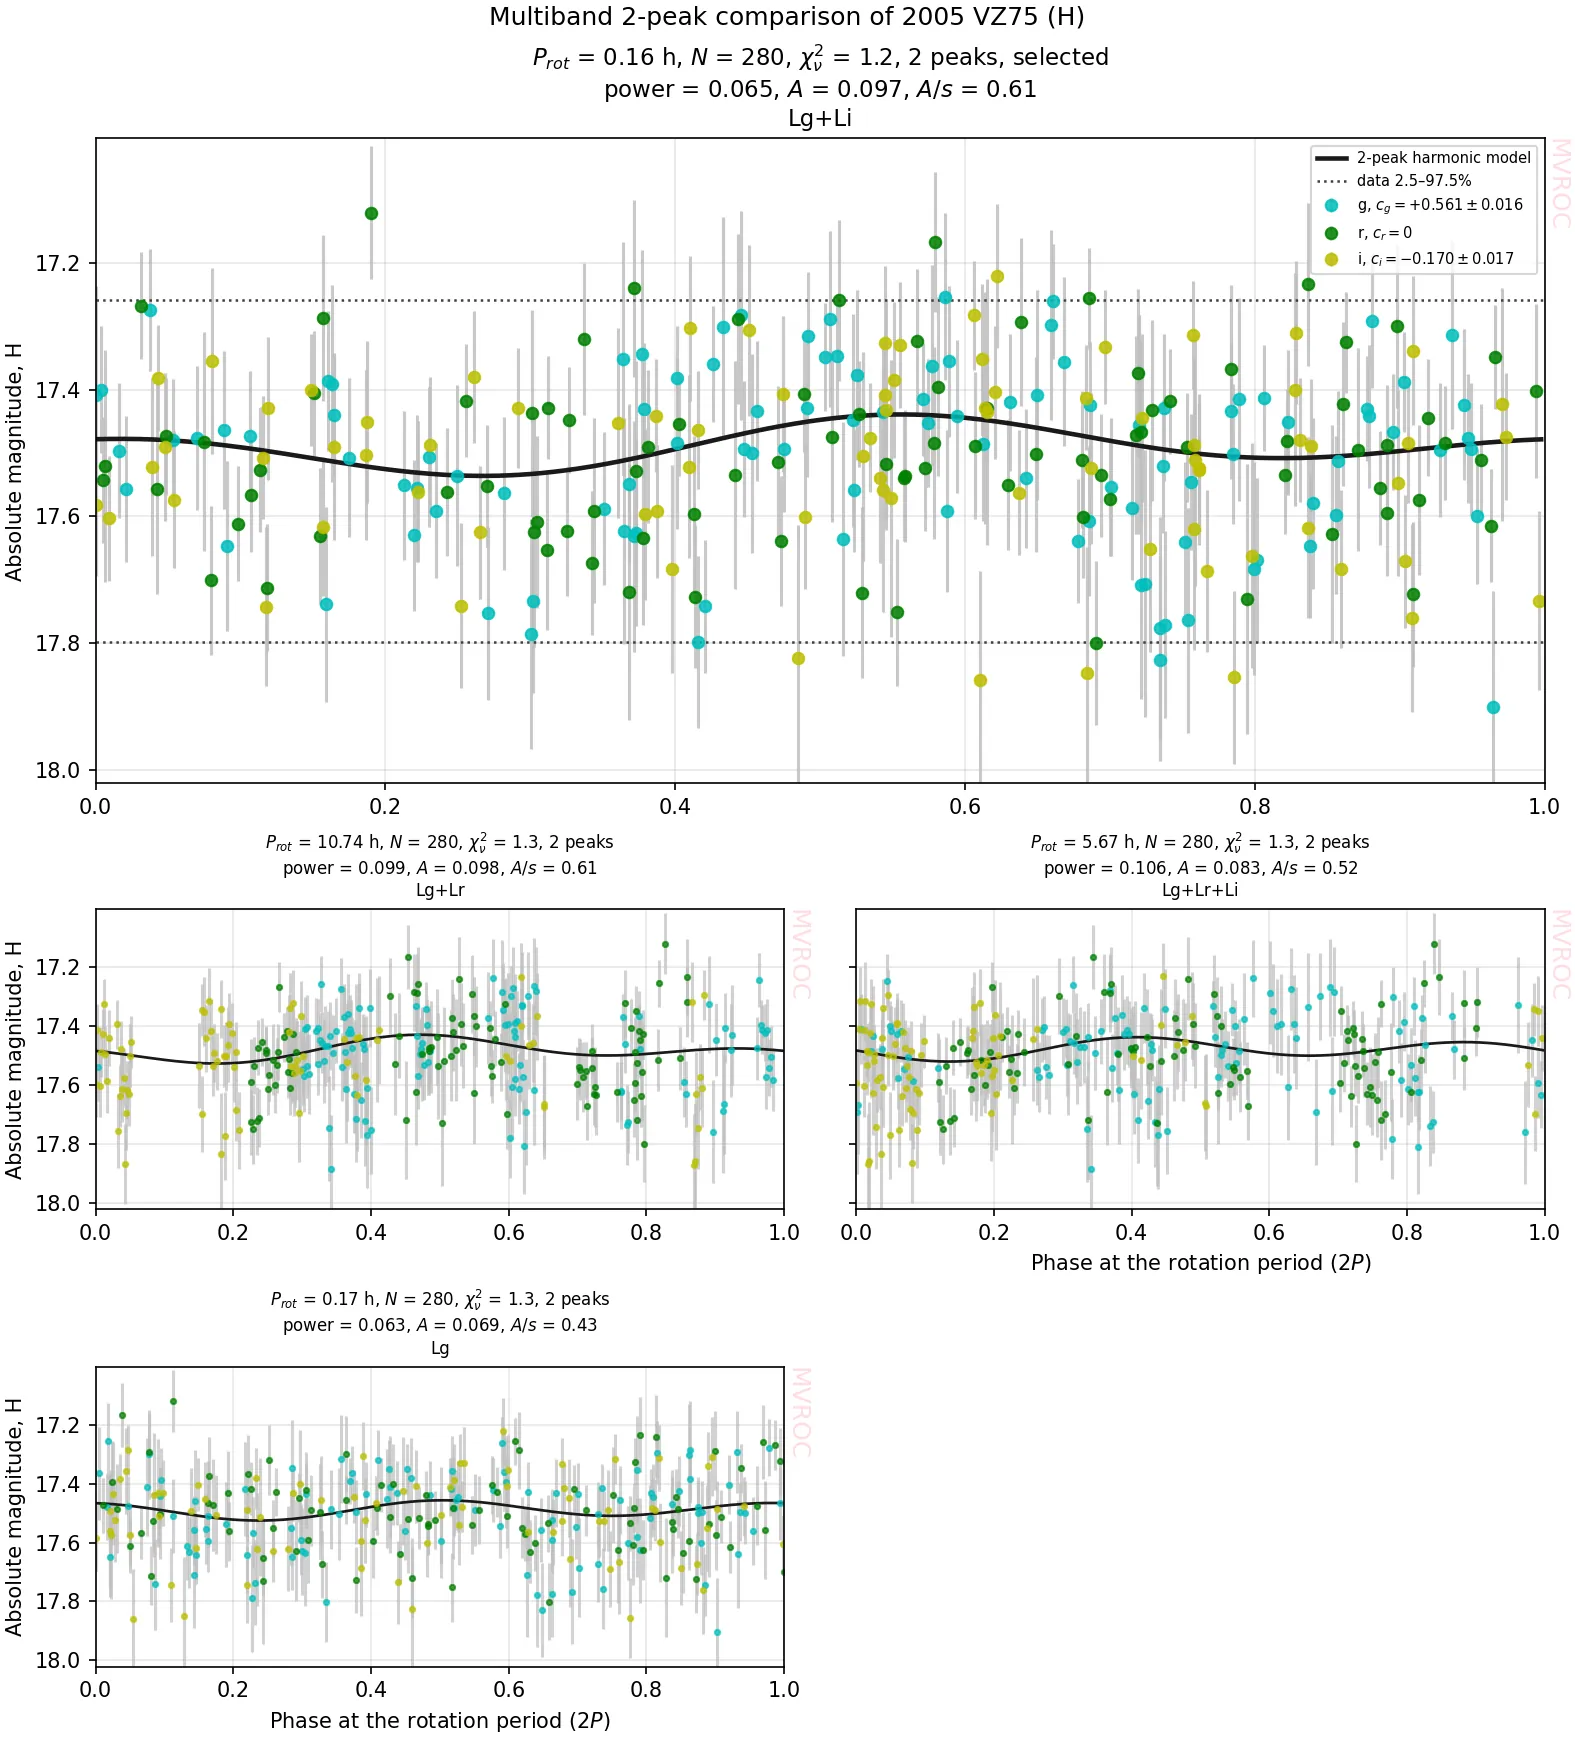 Multiband 2-peak comparison of 2005 VZ75 (H)
P_rot = 0.16 h, N = 280, χ²_ν = 1.2, 2 peaks, selected
power = 0.065, A = 0.097, A/s = 0.61
Lg+Li
2-peak harmonic model
data 2.5–97.5%
g, c_g = +0.561 ± 0.016
r, c_r = 0
i, c_i = −0.170 ± 0.017
MVROC
Absolute magnitude, H
17.2
17.4
17.6
17.8
18.0
0.0 0.2 0.4 0.6 0.8 1.0
P_rot = 10.74 h, N = 280, χ²_ν = 1.3, 2 peaks
power = 0.099, A = 0.098, A/s = 0.61
Lg+Lr
MVROC
Absolute magnitude, H
17.2
17.4
17.6
17.8
18.0
0.0 0.2 0.4 0.6 0.8 1.0
P_rot = 5.67 h, N = 280, χ²_ν = 1.3, 2 peaks
power = 0.106, A = 0.083, A/s = 0.52
Lg+Lr+Li
MVROC
0.0 0.2 0.4 0.6 0.8 1.0
Phase at the rotation period (2P)
P_rot = 0.17 h, N = 280, χ²_ν = 1.3, 2 peaks
power = 0.063, A = 0.069, A/s = 0.43
Lg
MVROC
Absolute magnitude, H
17.2
17.4
17.6
17.8
18.0
0.0 0.2 0.4 0.6 0.8 1.0
Phase at the rotation period (2P)